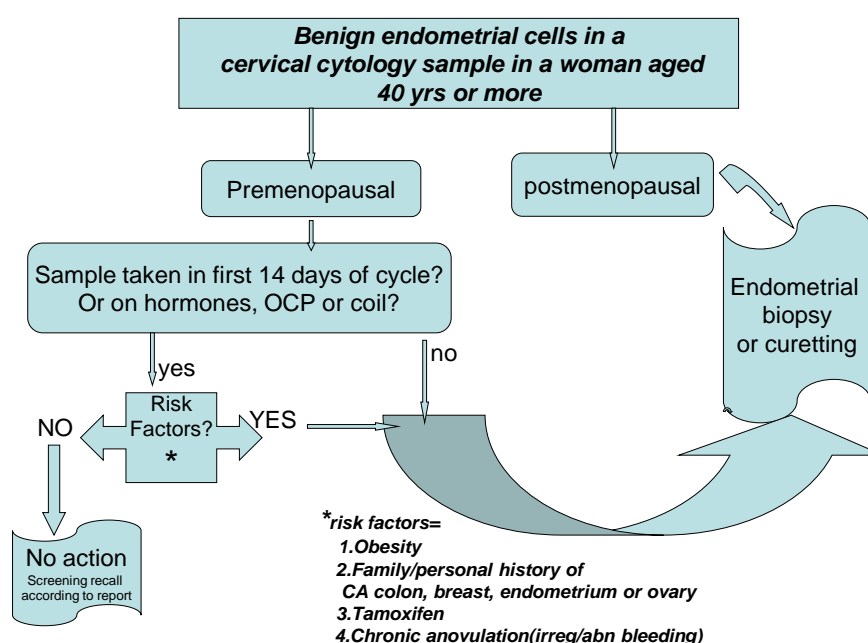 Benign endometrial cells in a
cervical cytology sample in a woman aged
40 yrs or more
Premenopausal
postmenopausal
Sample taken in first 14 days of cycle?
Or on hormones, OCP or coil?
Endometrial
biopsy
or curetting
yes
no
Risk
Factors?
*
NO
YES
No action
Screening recall
according to report
*risk factors=
1.Obesity
2.Family/personal history of
CA colon, breast, endometrium or ovary
3.Tamoxifen
4.Chronic anovulation(irreg/abn bleeding)